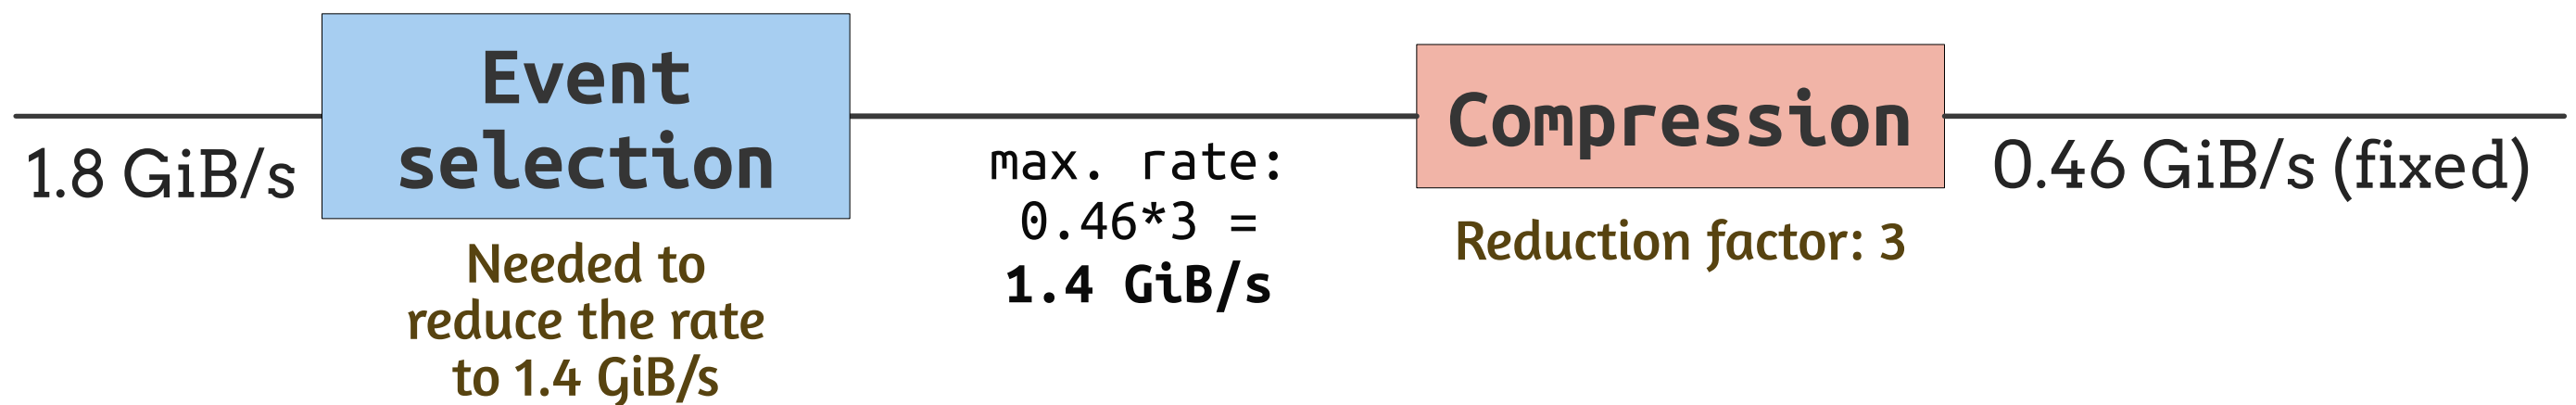 Event
selection
1.8 GiB/s
Needed to
reduce the rate
to 1.4 GiB/s
max. rate:
0.46*3 =
1.4 GiB/s
Compression
Reduction factor: 3
0.46 GiB/s (fixed)